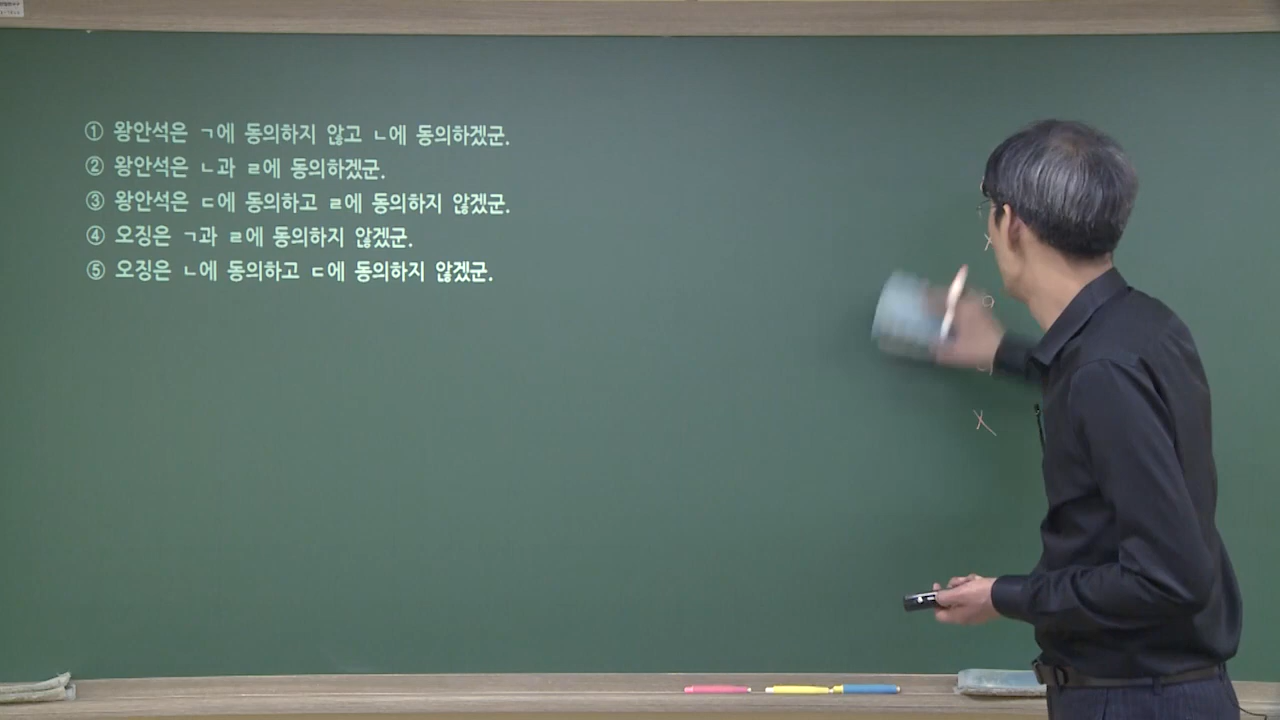 ① 왕안석은 ㄱ에 동의하지 않고 ㄴ에 동의하겠군.
② 왕안석은 ㄴ과 ㄹ에 동의하겠군.
③ 왕안석은 ㄷ에 동의하고 ㄹ에 동의하지 않겠군.
④ 오징은 ㄱ과 ㄹ에 동의하지 않겠군.
⑤ 오징은 ㄴ에 동의하고 ㄷ에 동의하지 않겠군.